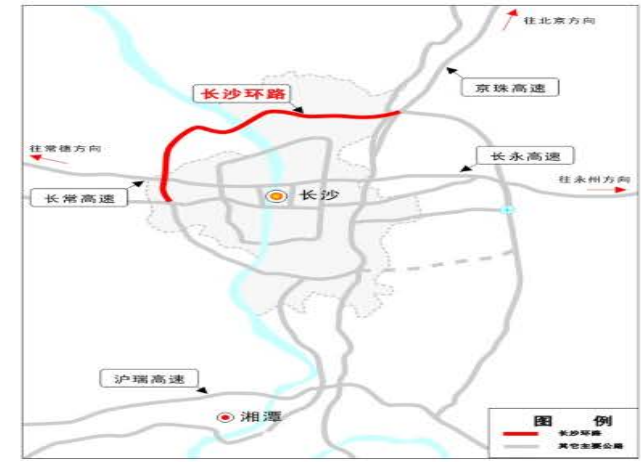 往北京方向
京珠高速
长沙环路
往常德方向
长永高速
往永州方向
长常高速
长沙
沪瑞高速
湘潭
图 例
长沙环路
其它主要公路